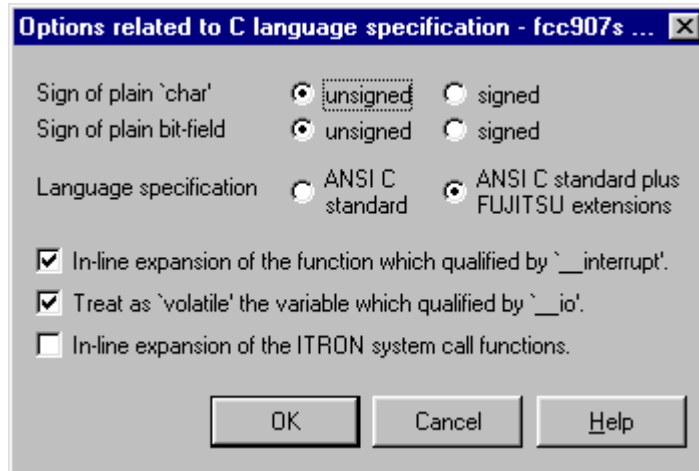 Options related to C language specification - fcc907s ...
Sign of plain `char' unsigned signed
Sign of plain bit-field unsigned signed
Language specification ANSI C standard ANSI C standard plus FUJITSU extensions
In-line expansion of the function which qualified by `__interrupt'.
Treat as `volatile' the variable which qualified by `__io'.
In-line expansion of the ITRON system call functions.
OK Cancel Help